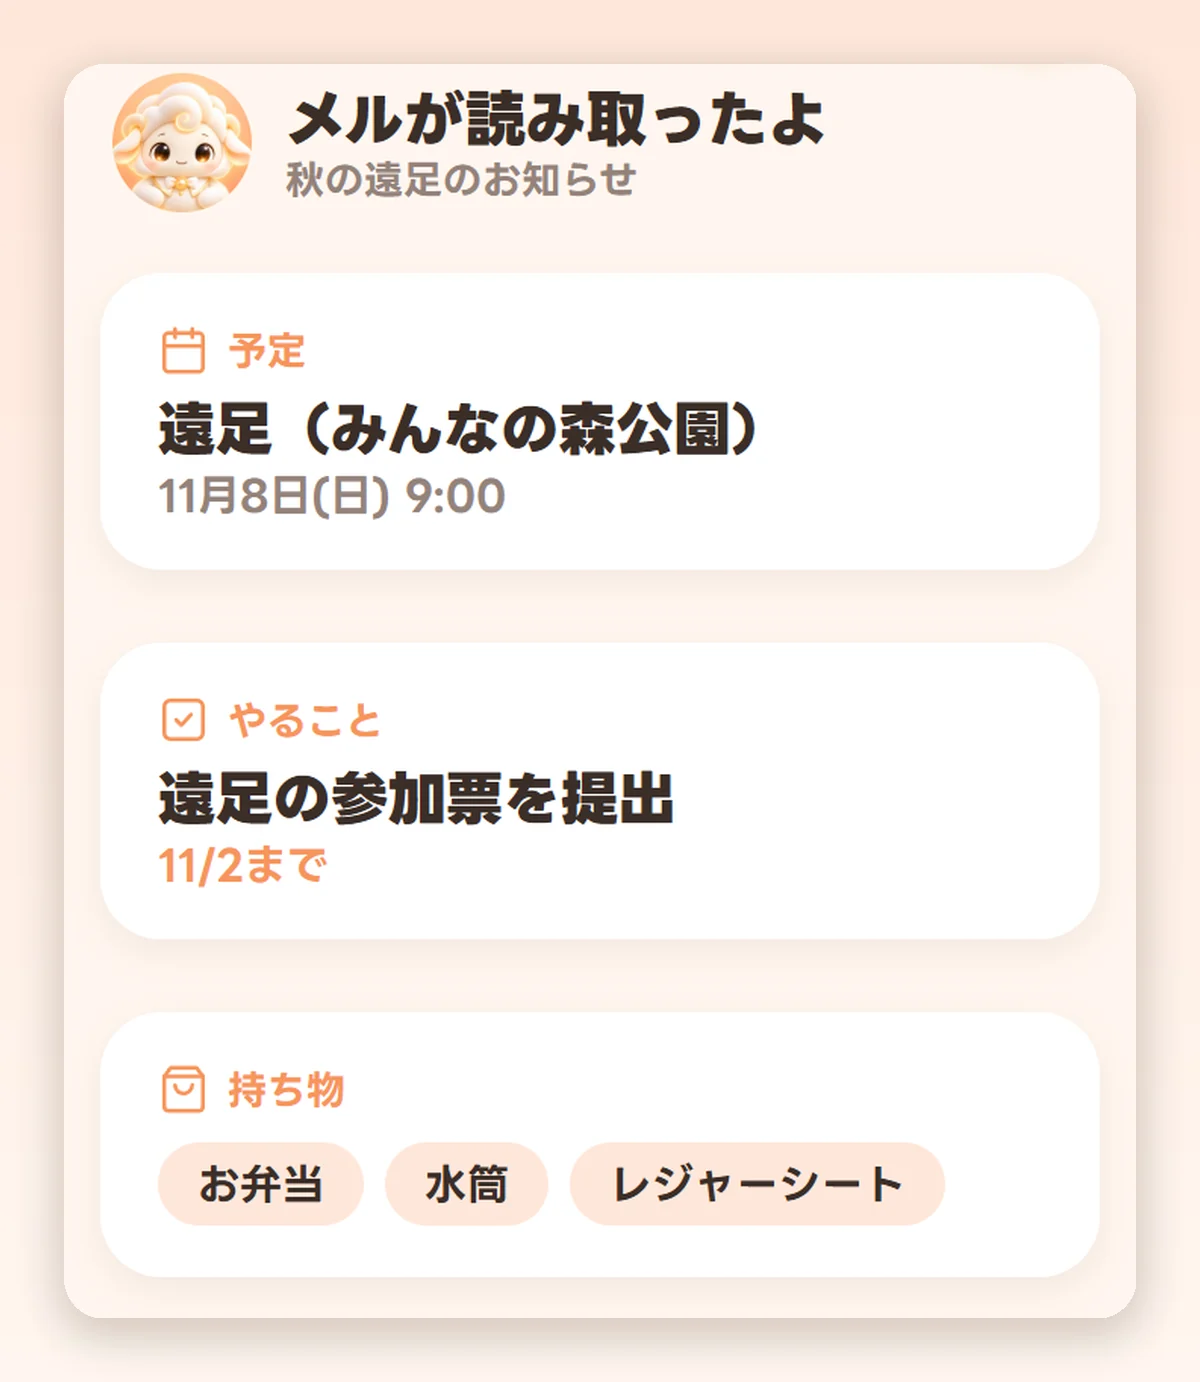 メルが読み取ったよ
秋の遠足のお知らせ
予定
遠足（みんなの森公園）
11月8日(日) 9:00
やること
遠足の参加票を提出
11/2まで
持ち物
お弁当 水筒 レジャーシート